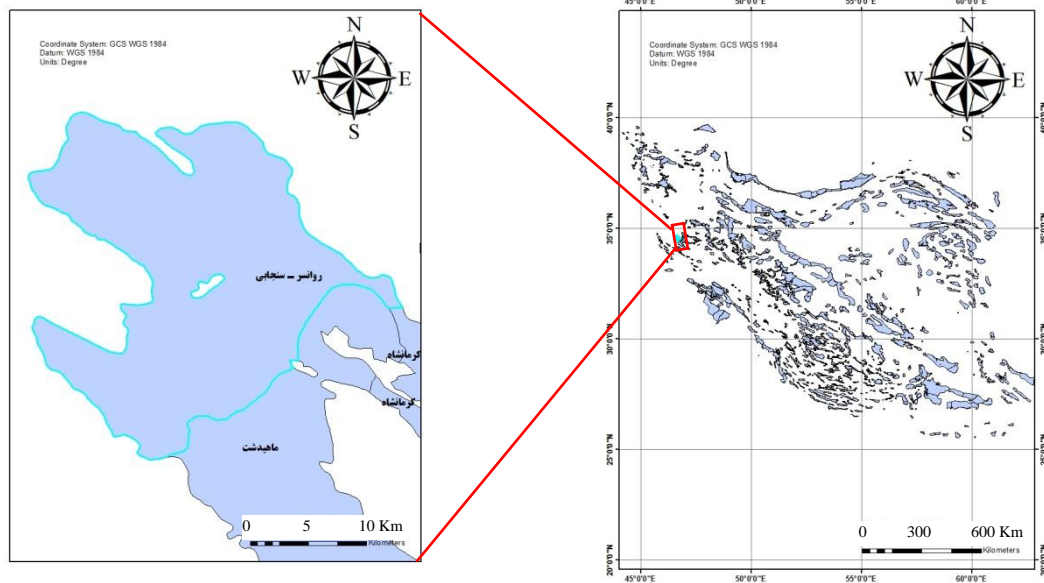 Coordinate System: GCS WGS 1984
Datum: WGS 1984
Units: Degree
N
W E
S
روانسر ـ سنجابی
کرمانشاه
کرمانشاه
ماهیدشت
0 5 10 Km
Kilometers
45°0'0"E 50°0'0"E 55°0'0"E 60°0'0"E
Coordinate System: GCS WGS 1984
Datum: WGS 1984
Units: Degree
N
W E
S
40°0'0"N
35°0'0"N
30°0'0"N
25°0'0"N
20°0'0"N
0 300 600 Km
Kilometers
45°0'0"E 50°0'0"E 55°0'0"E 60°0'0"E